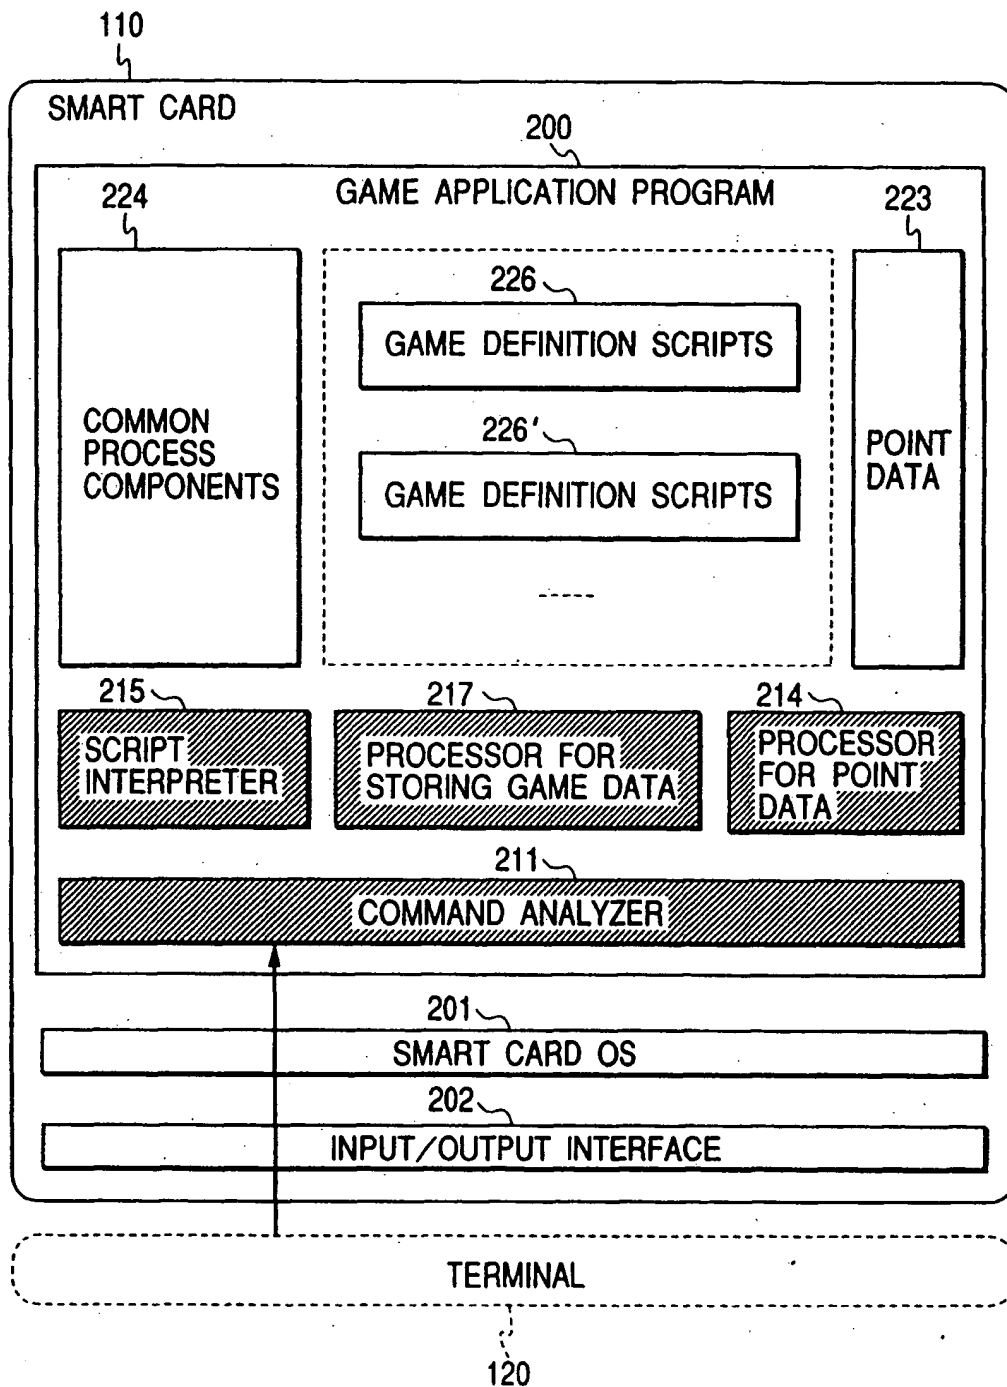 110
SMART CARD
200
GAME APPLICATION PROGRAM
224
223
226
GAME DEFINITION SCRIPTS
COMMON
PROCESS
COMPONENTS
226'
GAME DEFINITION SCRIPTS
POINT
DATA
215
SCRIPT
INTERPRETER
217
PROCESSOR FOR
STORING GAME DATA
214
PROCESSOR
FOR POINT
DATA
211
COMMAND ANALYZER
201
SMART CARD OS
202
INPUT/OUTPUT INTERFACE
TERMINAL
120